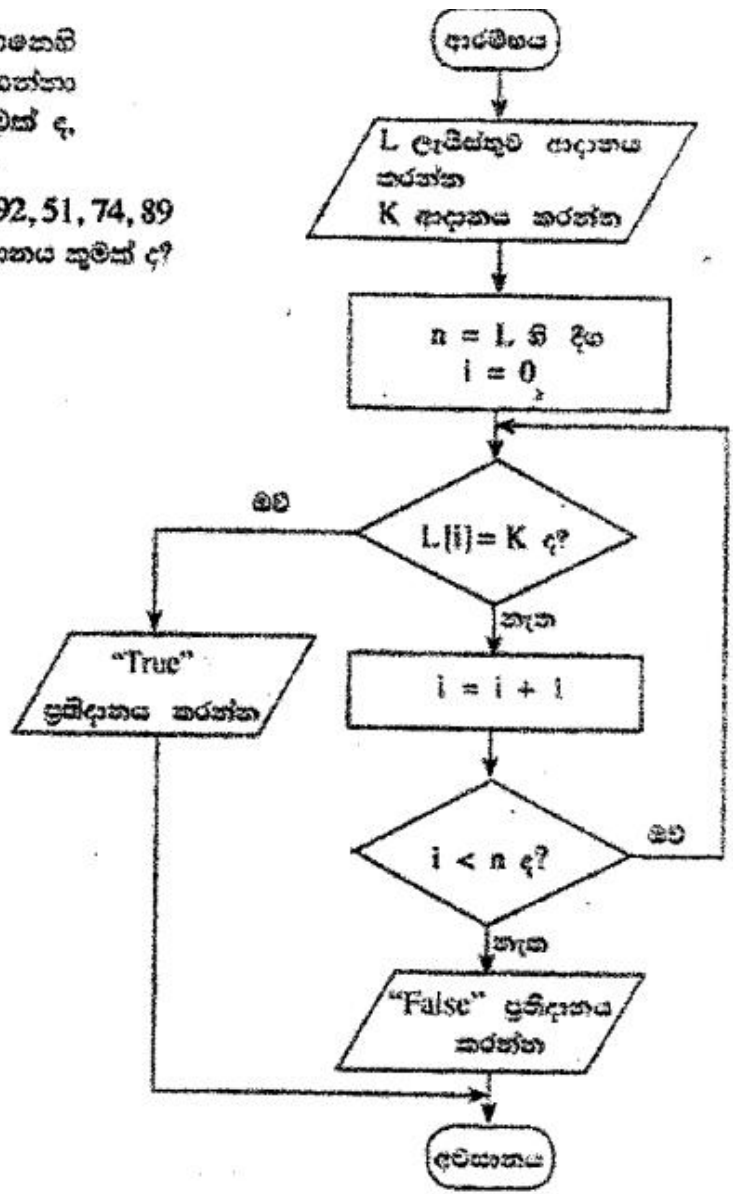 ආරම්භය
L ලැයිස්තුව ආදානය
කරන්න
K ආදානය කරන්න
92, 51, 74, 89
කුමක් ද?
n = L හි දිග
i = 0
ඔව්
L[i] = K ද?
නැත
"True"
ප්‍රතිදානය කරන්න
i = i + 1
i < n ද?
ඔව්
නැත
"False" ප්‍රතිදානය
කරන්න
අවසානය